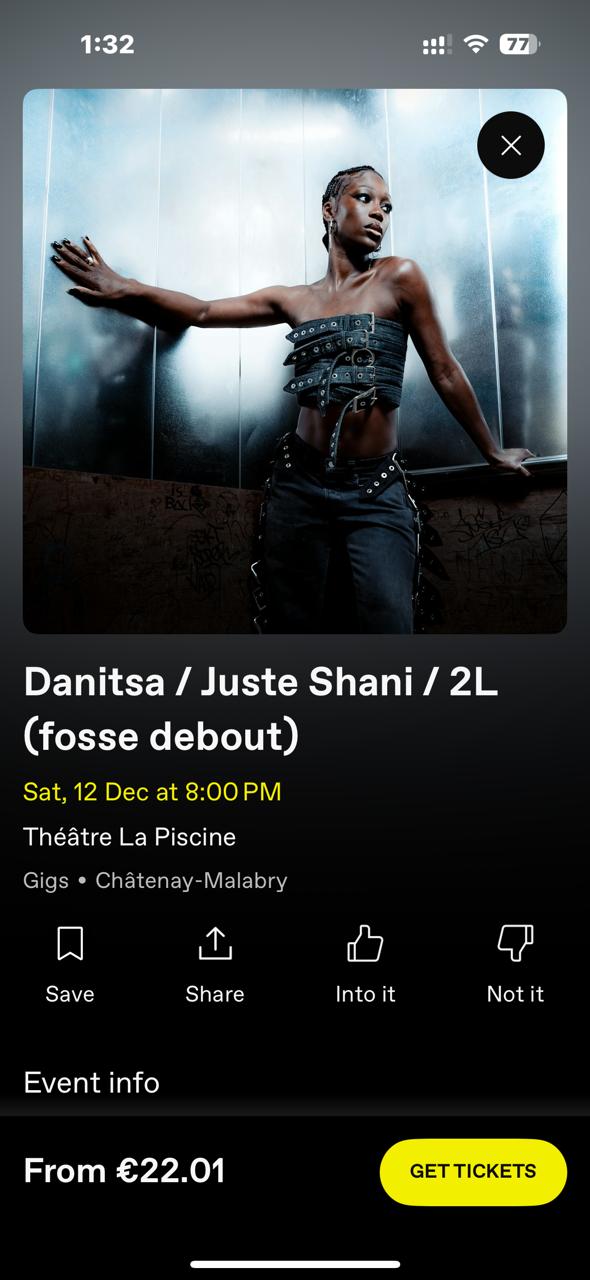 1:32
77
Danitsa / Juste Shani / 2L
(fosse debout)
Sat, 12 Dec at 8:00 PM
Théâtre La Piscine
Gigs • Châtenay-Malabry
Save
Share
Into it
Not it
Event info
From €22.01
GET TICKETS